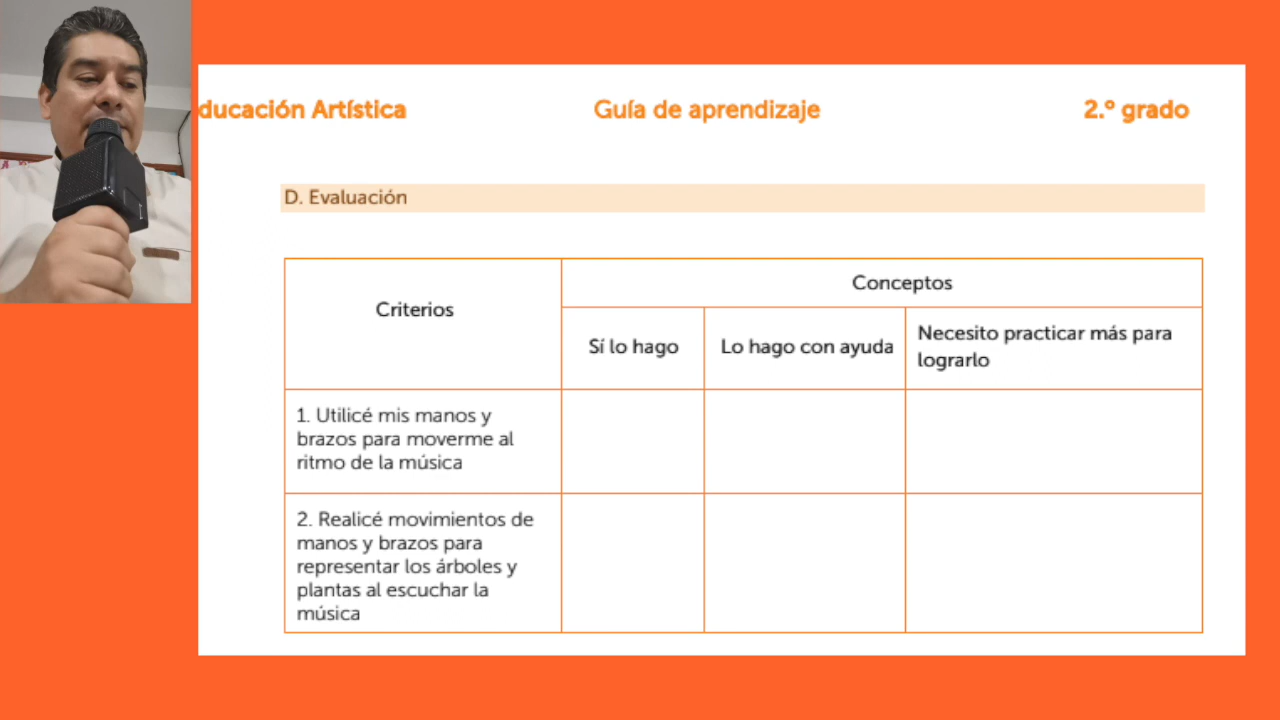 ducación Artística
Guía de aprendizaje
2.º grado
D. Evaluación
Criterios
Conceptos
Sí lo hago
Lo hago con ayuda
Necesito practicar más para
lograrlo
1. Utilicé mis manos y
brazos para moverme al
ritmo de la música
2. Realicé movimientos de
manos y brazos para
representar los árboles y
plantas al escuchar la
música